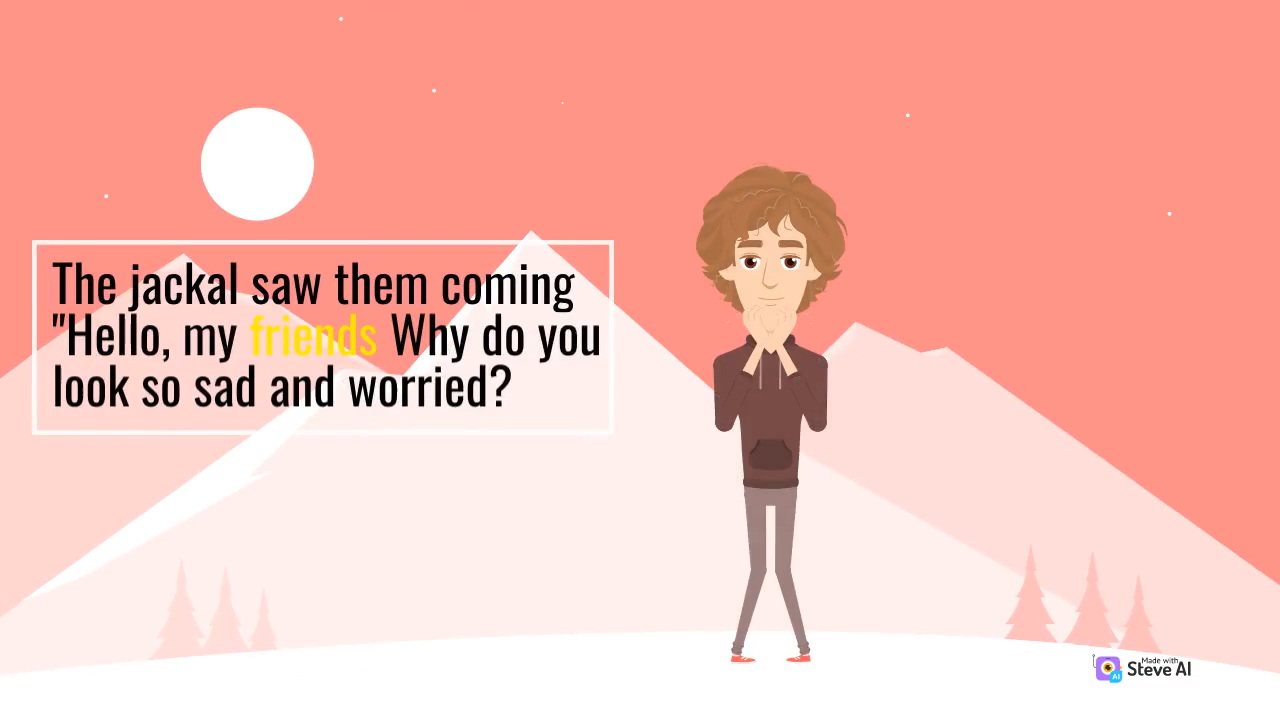 The jackal saw them coming
"Hello, my friends Why do you
look so sad and worried?
Made with
Steve AI
AI